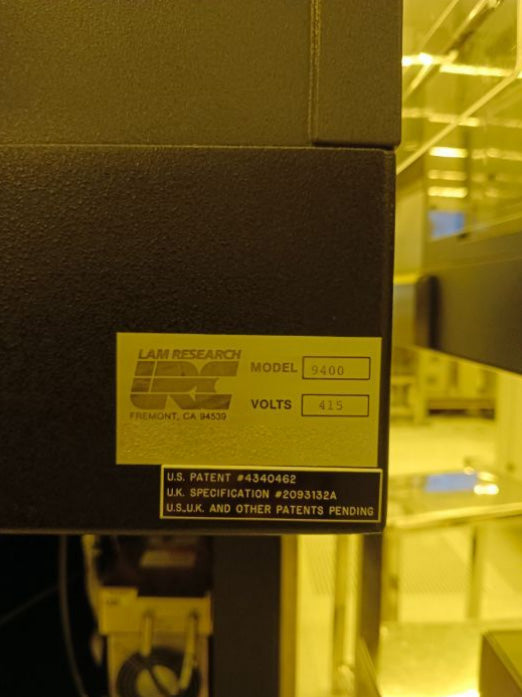 LAM RESEARCH
LRC
FREMONT, CA 94539
MODEL 9400
VOLTS 415
U.S. PATENT #4340462
U.K. SPECIFICATION #2093132A
U.S.,U.K. AND OTHER PATENTS PENDING